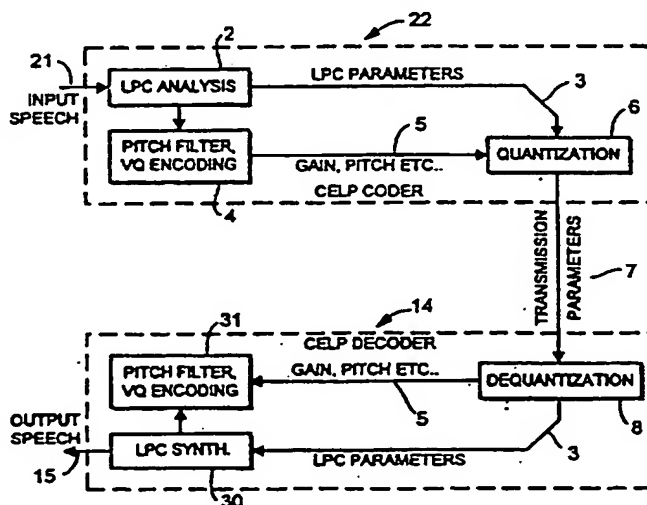 22
2
21
LPC ANALYSIS
LPC PARAMETERS
3
INPUT
SPEECH
6
PITCH FILTER,
VQ ENCODING
5
GAIN, PITCH ETC..
QUANTIZATION
4
CELP CODER
TRANSMISSION
PARAMETERS
7
14
31
CELP DECODER
PITCH FILTER,
VQ ENCODING
GAIN, PITCH ETC..
5
DEQUANTIZATION
8
OUTPUT
SPEECH
15
LPC SYNTH.
LPC PARAMETERS
3
30